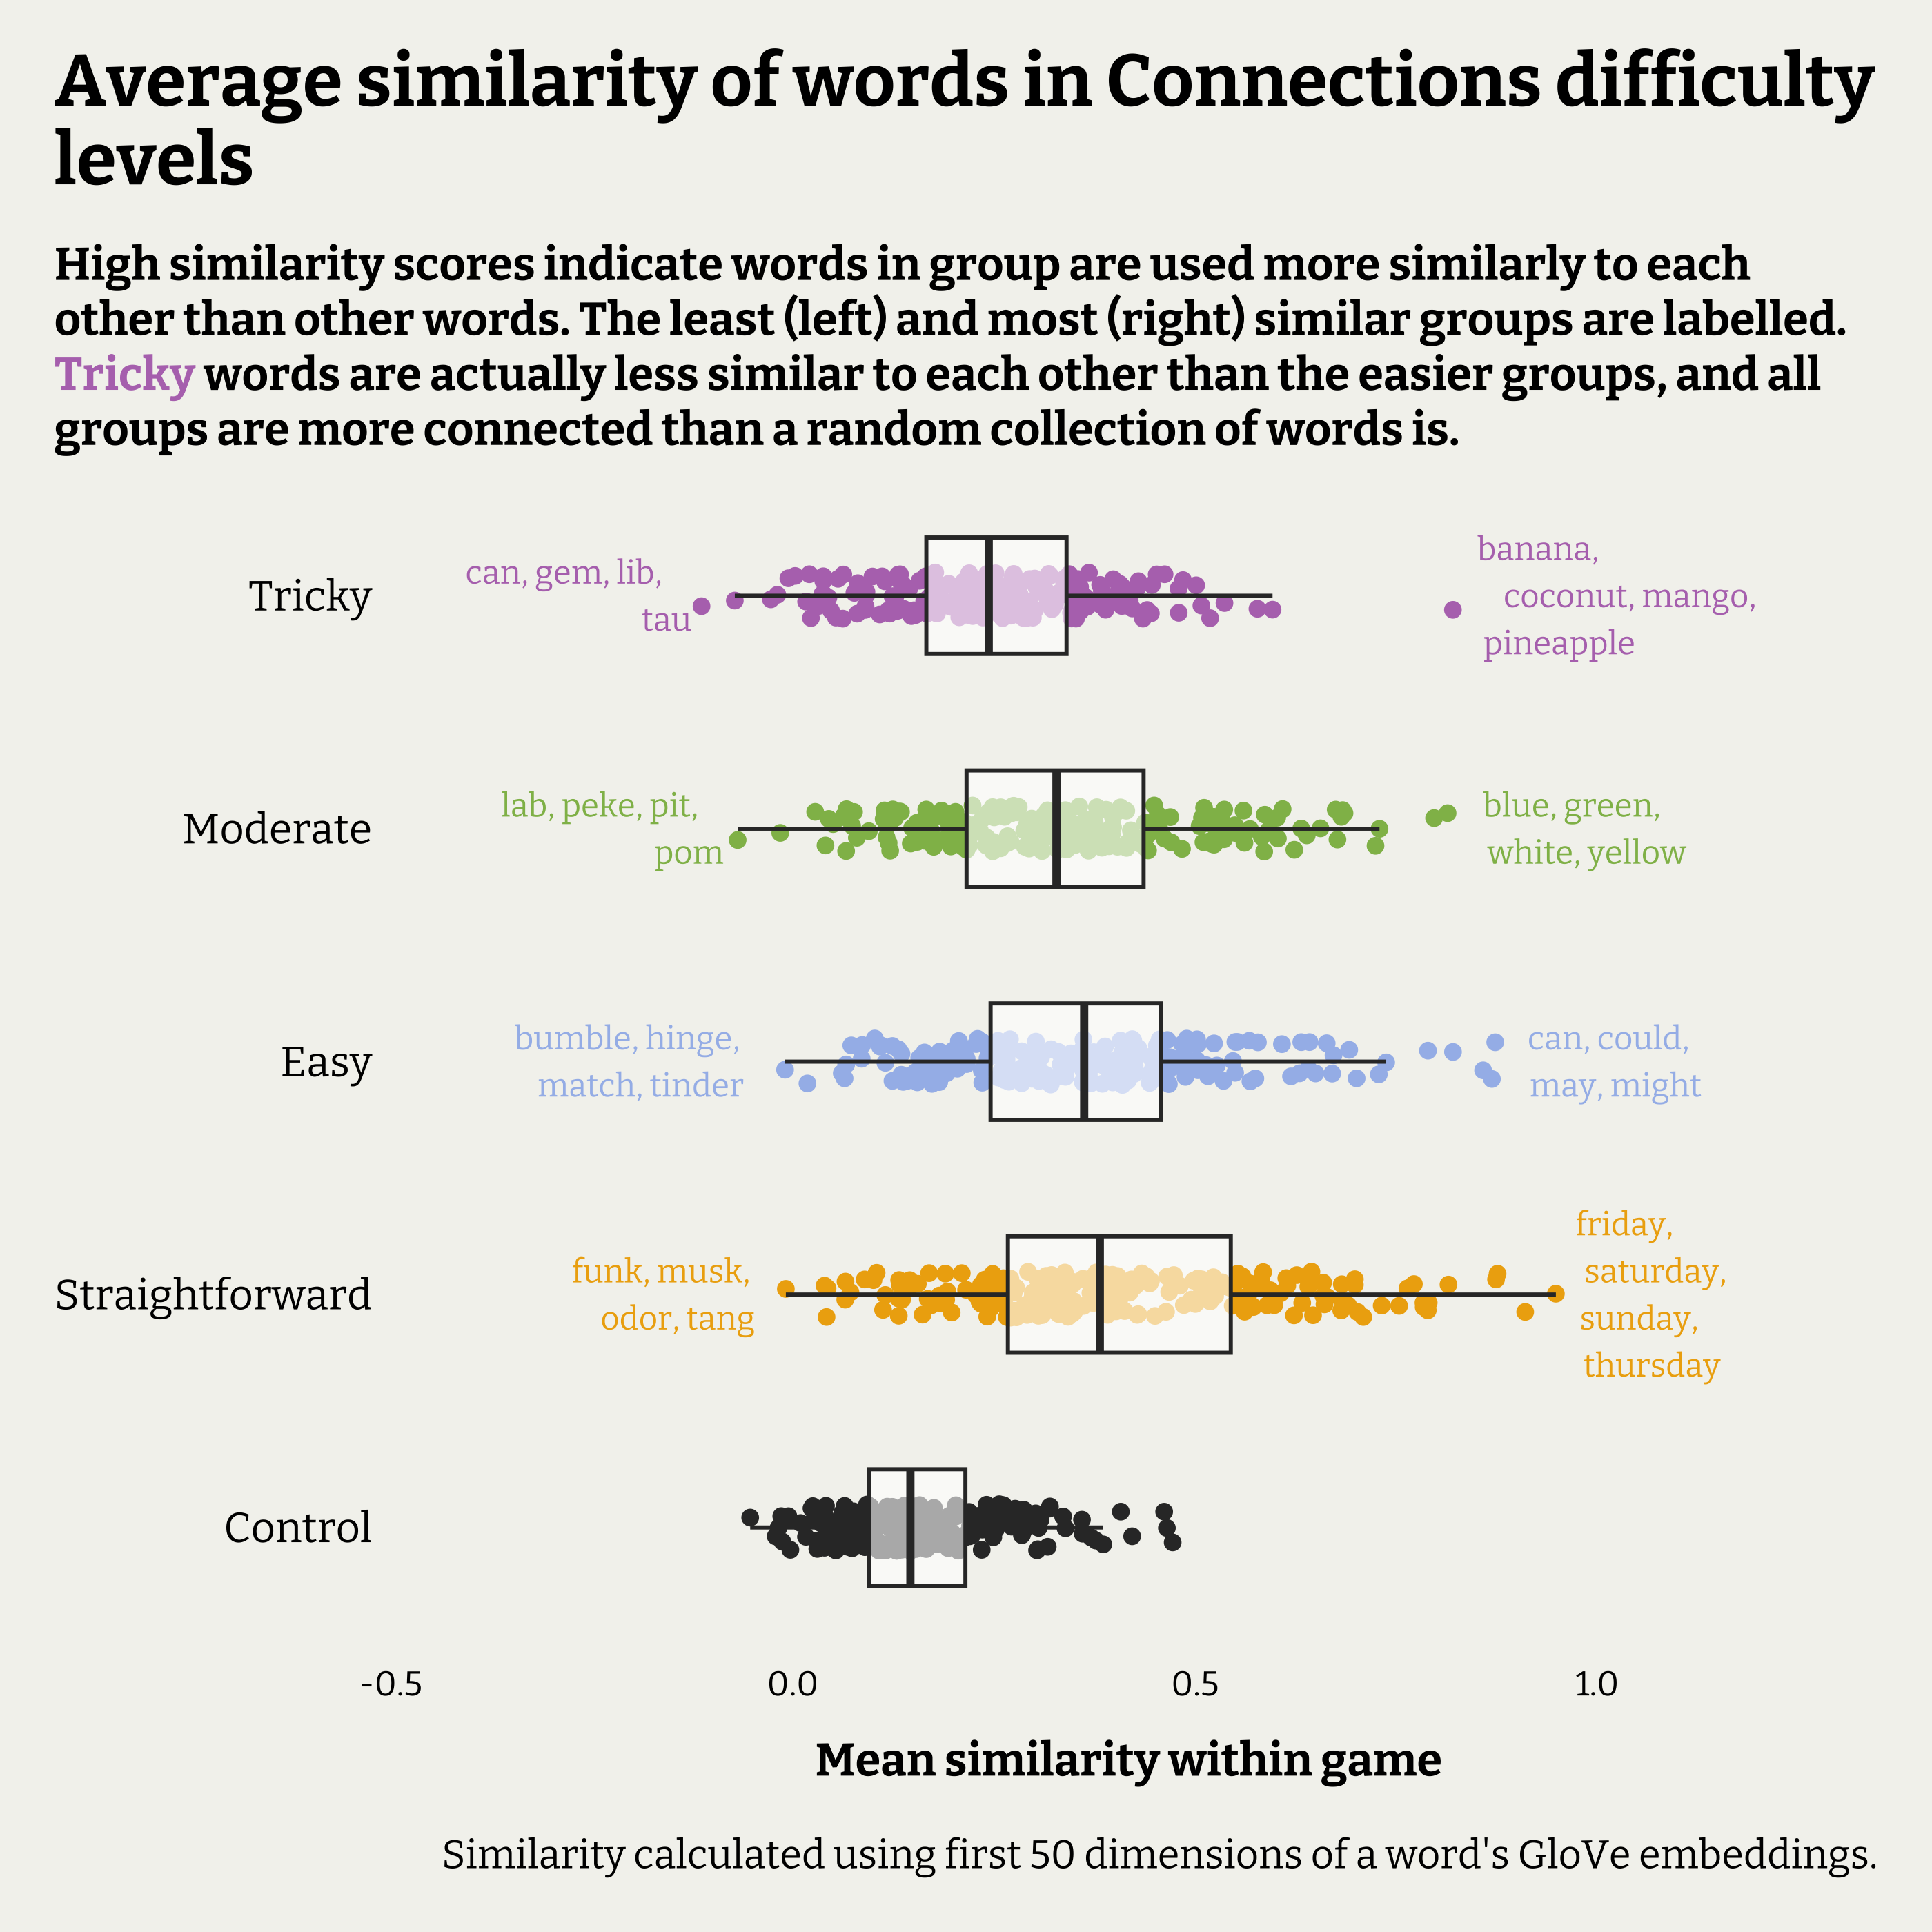 Average similarity of words in Connections difficulty
levels
High similarity scores indicate words in group are used more similarly to each
other than other words. The least (left) and most (right) similar groups are labelled.
Tricky words are actually less similar to each other than the easier groups, and all
groups are more connected than a random collection of words is.
Tricky
can, gem, lib,
tau
banana,
coconut, mango,
pineapple
Moderate
lab, peke, pit,
pom
blue, green,
white, yellow
Easy
bumble, hinge,
match, tinder
can, could,
may, might
Straightforward
funk, musk,
odor, tang
friday,
saturday,
sunday,
thursday
Control
-0.5 0.0 0.5 1.0
Mean similarity within game
Similarity calculated using first 50 dimensions of a word's GloVe embeddings.